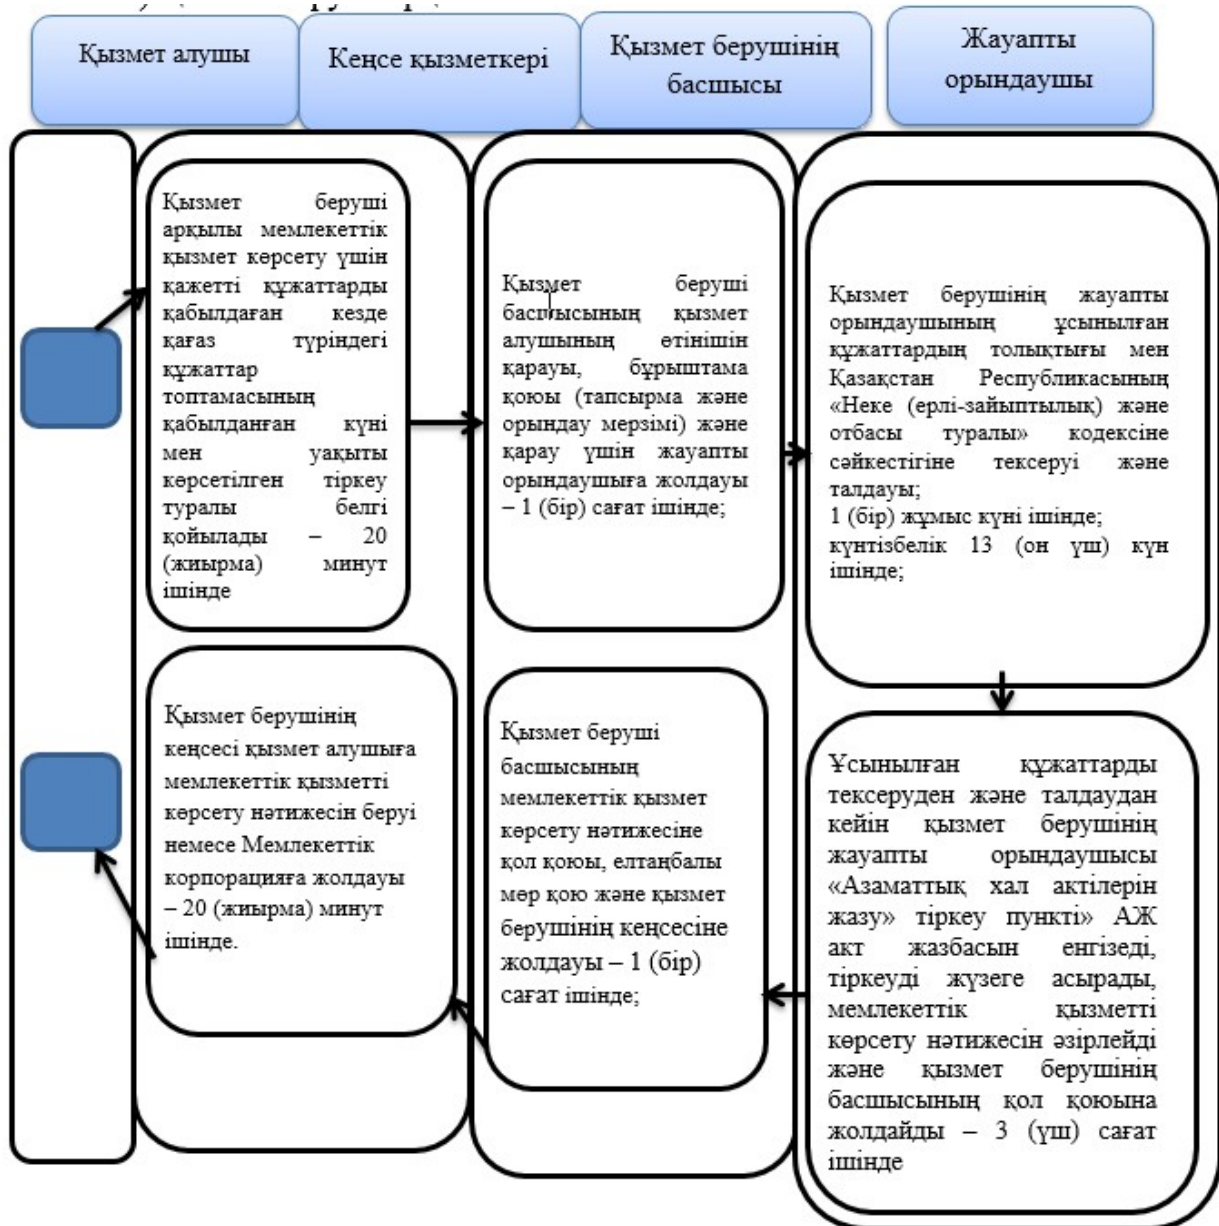 Қызмет алушы
Кеңсе қызметкері
Қызмет берушінің
басшысы
Жауапты
орындаушы
Қызмет беруші
арқылы мемлекеттік
қызмет көрсету үшін
қажетті құжаттарды
қабылдаған кезде
қағаз түріндегі
құжаттар
топтамасының
қабылданған күні
мен уақыты
көрсетілген тіркеу
туралы белгі
қойылады – 20
(жиырма) минут
ішінде
Қызмет беруші
басшысының қызмет
алушының өтінішін
қарауы, бұрыштама
қоюы (тапсырма және
орындау мерзімі) және
қарау үшін жауапты
орындаушыға жолдауы
– 1 (бір) сағат ішінде;
Қызмет берушінің жауапты
орындаушының ұсынылған
құжаттардың толықтығы мен
Қазақстан Республикасының
«Неке (ерлі-зайыптылық) және
отбасы туралы» кодексіне
сәйкестігіне тексеруі және
талдауы;
1 (бір) жұмыс күні ішінде;
күнтізбелік 13 (он үш) күн
ішінде;
Қызмет берушінің
кеңсесі қызмет алушыға
мемлекеттік қызметті
көрсету нәтижесін беруі
немесе Мемлекеттік
корпорацияға жолдауы
– 20 (жиырма) минут
ішінде.
Қызмет беруші
басшысының
мемлекеттік қызмет
көрсету нәтижесіне
қол қоюы, елтаңбалы
мөр қою және қызмет
берушінің кеңсесіне
жолдауы – 1 (бір)
сағат ішінде;
Ұсынылған құжаттарды
тексеруден және талдаудан
кейін қызмет берушінің
жауапты орындаушысы
«Азаматтық хал актілерін
жазу» тіркеу пункті» АЖ
акт жазбасын енгізеді,
тіркеуді жүзеге асырады,
мемлекеттік қызметті
көрсету нәтижесін әзірлейді
және қызмет берушінің
басшысының қол қоюына
жолдайды – 3 (үш) сағат
ішінде